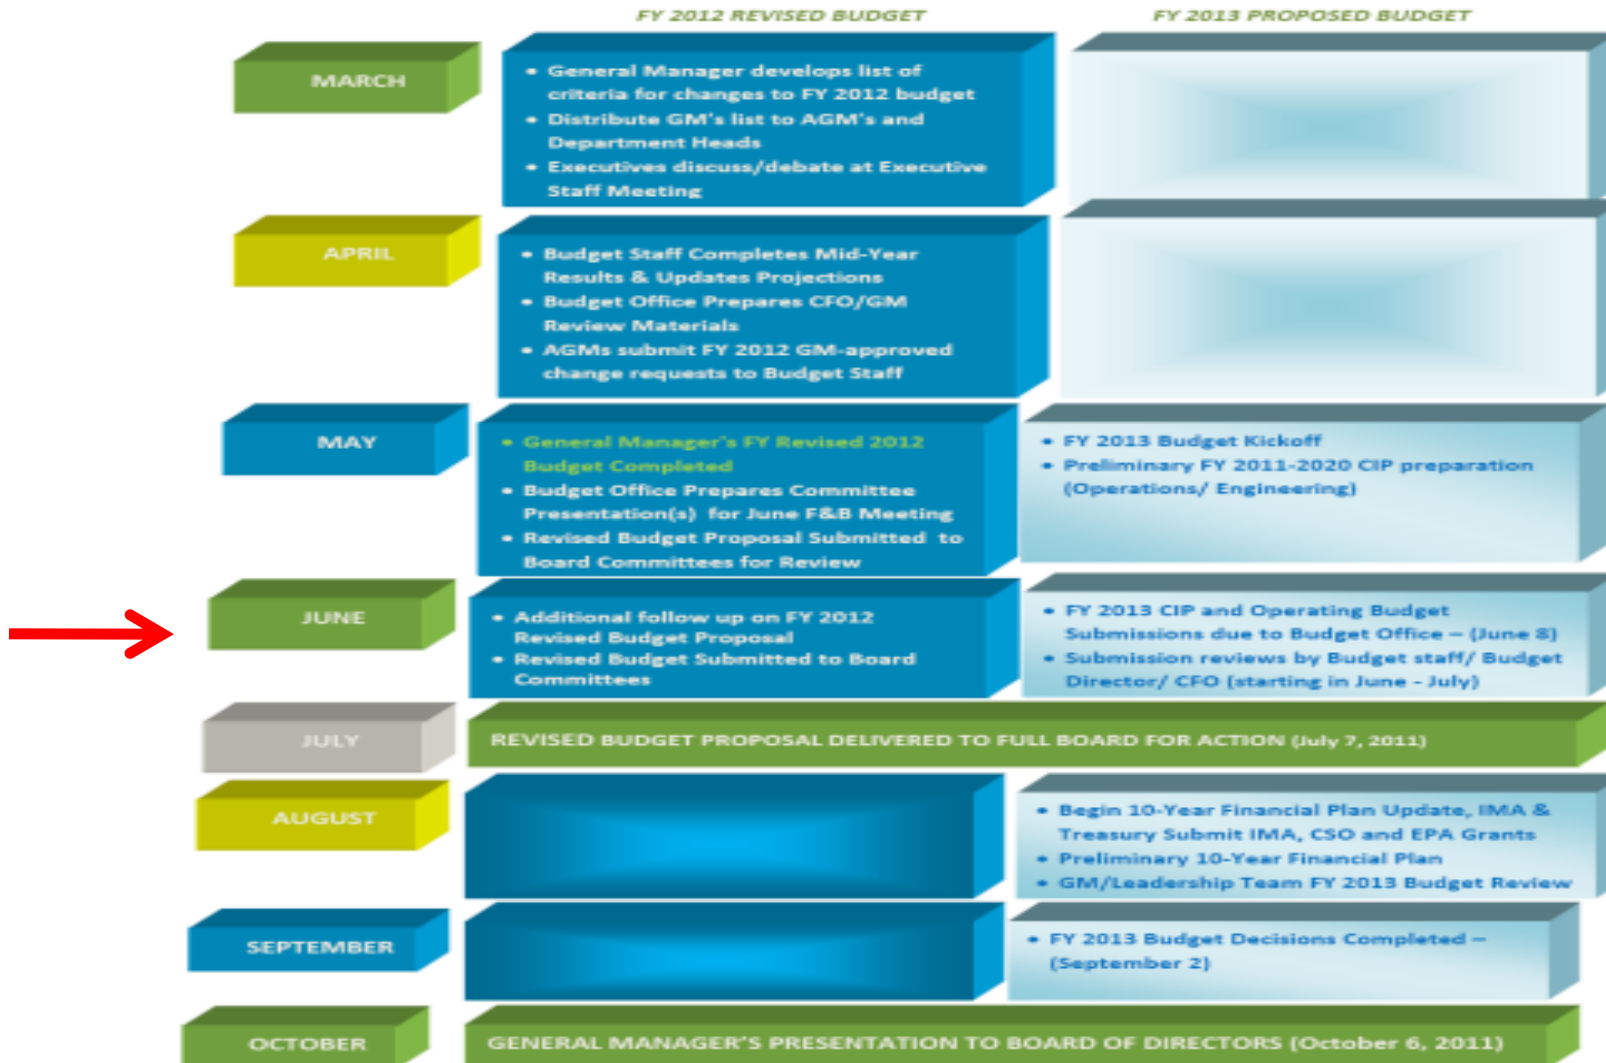 FY 2012 REVISED BUDGET
FY 2013 PROPOSED BUDGET
MARCH
• General Manager develops list of
criteria for changes to FY 2012 budget
• Distribute GM's list to AGM's and
Department Heads
• Executives discuss/debate at Executive
Staff Meeting
APRIL
• Budget Staff Completes Mid-Year
Results & Updates Projections
• Budget Office Prepares CFO/GM
Review Materials
• AGMs submit FY 2012 GM-approved
change requests to Budget Staff
MAY
• General Manager's FY Revised 2012
Budget Completed
• Budget Office Prepares Committee
Presentation(s) for June F&B Meeting
• Revised Budget Proposal Submitted to
Board Committees for Review
• FY 2013 Budget Kickoff
• Preliminary FY 2011-2020 CIP preparation
(Operations/ Engineering)
JUNE
• Additional follow up on FY 2012
Revised Budget Proposal
• Revised Budget Submitted to Board
Committees
• FY 2013 CIP and Operating Budget
Submissions due to Budget Office – (June 8)
• Submission reviews by Budget staff/ Budget
Director/ CFO (starting in June - July)
JULY
REVISED BUDGET PROPOSAL DELIVERED TO FULL BOARD FOR ACTION (July 7, 2011)
AUGUST
• Begin 10-Year Financial Plan Update, IMA &
Treasury Submit IMA, CSO and EPA Grants
• Preliminary 10-Year Financial Plan
• GM/Leadership Team FY 2013 Budget Review
SEPTEMBER
• FY 2013 Budget Decisions Completed –
(September 2)
OCTOBER
GENERAL MANAGER'S PRESENTATION TO BOARD OF DIRECTORS (October 6, 2011)